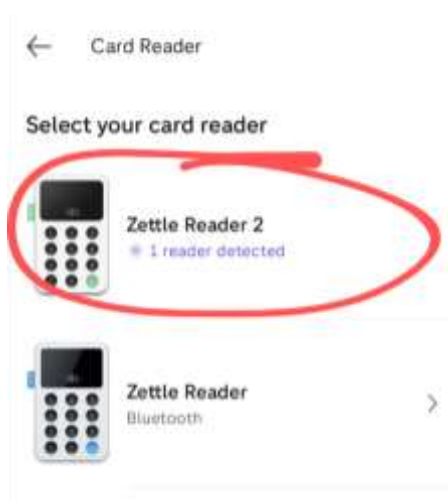 Card Reader
Select your card reader
Zettle Reader 2
1 reader detected
Zettle Reader
Bluetooth